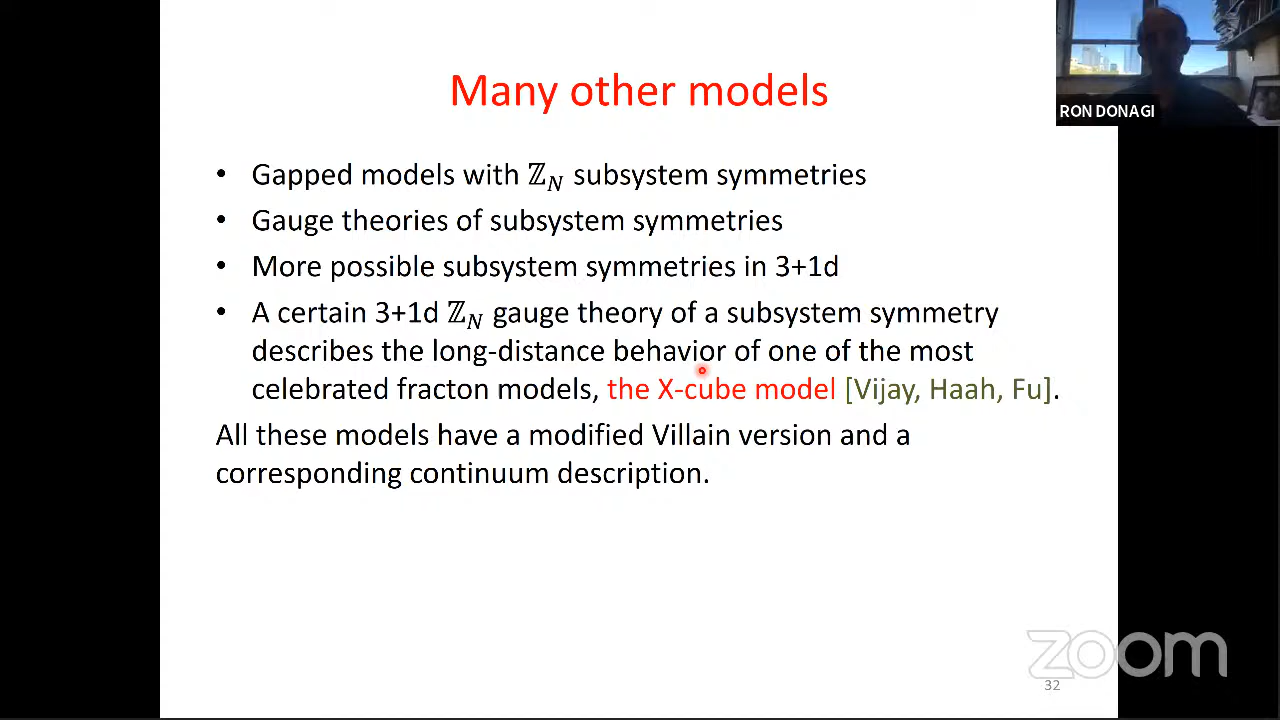 Many other models
RON DONAGI
• Gapped models with ℤ_N subsystem symmetries
• Gauge theories of subsystem symmetries
• More possible subsystem symmetries in 3+1d
• A certain 3+1d ℤ_N gauge theory of a subsystem symmetry
describes the long-distance behavior of one of the most
celebrated fracton models, the X-cube model [Vijay, Haah, Fu].
All these models have a modified Villain version and a
corresponding continuum description.
zoom
32